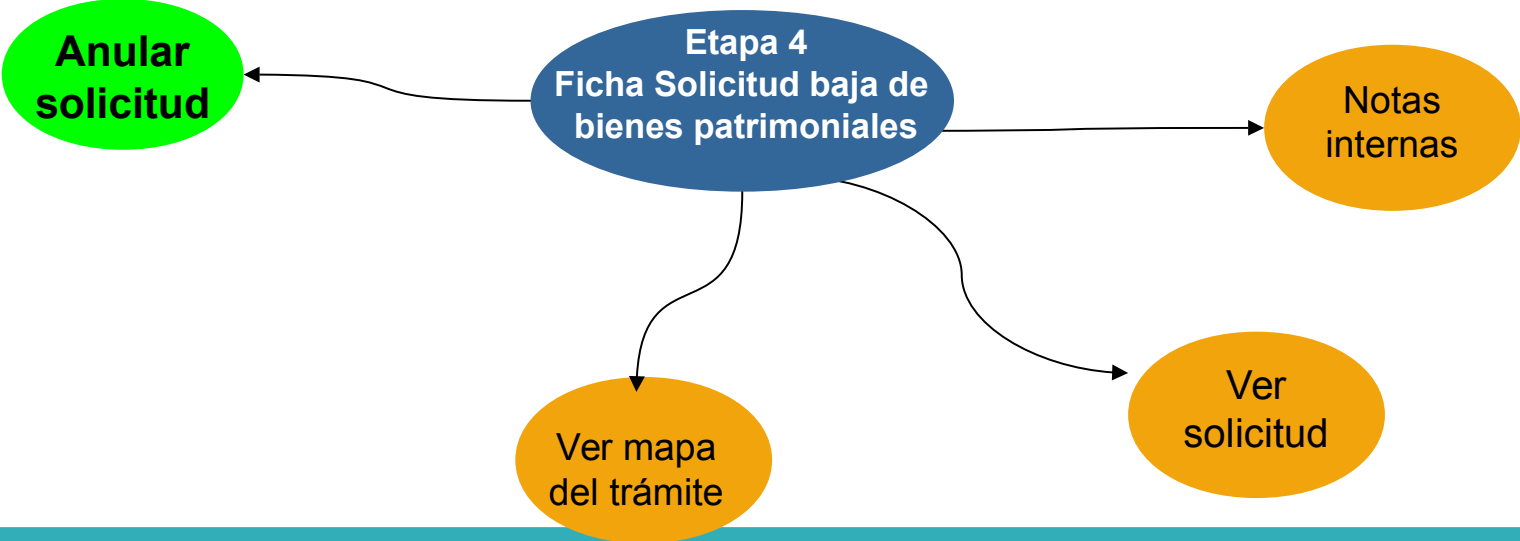 Anular
solicitud
Etapa 4
Ficha Solicitud baja de
bienes patrimoniales
Notas
internas
Ver
solicitud
Ver mapa
del trámite